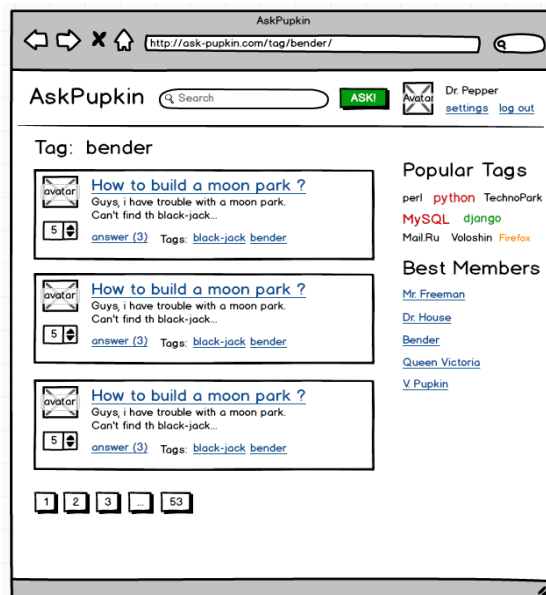 AskPupkin
http://ask-pupkin.com/tag/bender/
AskPupkin
Search
ASK!
Avatar
Dr. Pepper
settings log out
Tag: bender
avatar
How to build a moon park ?
Guys, i have trouble with a moon park.
Can't find th black-jack...
5
answer (3) Tags: black-jack bender
avatar
How to build a moon park ?
Guys, i have trouble with a moon park.
Can't find th black-jack...
5
answer (3) Tags: black-jack bender
avatar
How to build a moon park ?
Guys, i have trouble with a moon park.
Can't find th black-jack...
5
answer (3) Tags: black-jack bender
1 2 3 ... 53
Popular Tags
perl python TechnoPark
MySQL django
Mail.Ru Voloshin Firefox
Best Members
Mr. Freeman
Dr. House
Bender
Queen Victoria
V. Pupkin